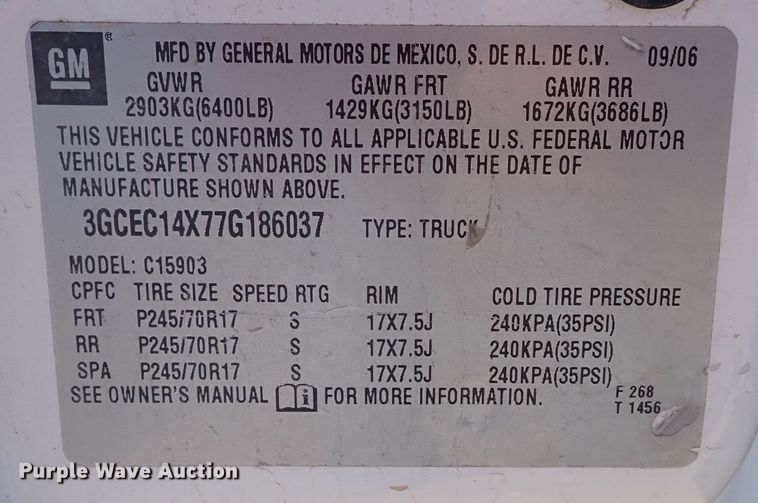 GM ® MFD BY GENERAL MOTORS DE MEXICO, S. DE R.L. DE C.V. 09/06
GVWR GAWR FRT GAWR RR
2903KG(6400LB) 1429KG(3150LB) 1672KG(3686LB)
THIS VEHICLE CONFORMS TO ALL APPLICABLE U.S. FEDERAL MOTOR
VEHICLE SAFETY STANDARDS IN EFFECT ON THE DATE OF
MANUFACTURE SHOWN ABOVE.
3GCEC14X77G186037 TYPE: TRUCK
MODEL: C15903
CPFC TIRE SIZE SPEED RTG RIM COLD TIRE PRESSURE
FRT P245/70R17 S 17X7.5J 240KPA(35PSI)
RR P245/70R17 S 17X7.5J 240KPA(35PSI)
SPA P245/70R17 S 17X7.5J 240KPA(35PSI)
SEE OWNER'S MANUAL i FOR MORE INFORMATION.
F 268
T 1456
Purple Wave Auction